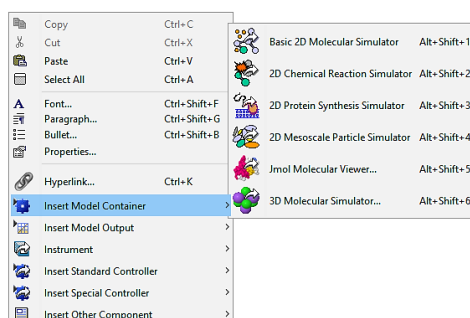 Copy Ctrl+C
Cut Ctrl+X
Paste Ctrl+V
Select All Ctrl+A
Font... Ctrl+Shift+F
Paragraph... Ctrl+Shift+G
Bullet... Ctrl+Shift+B
Properties...
Hyperlink... Ctrl+K
Insert Model Container
Insert Model Output
Instrument
Insert Standard Controller
Insert Special Controller
Insert Other Component
Basic 2D Molecular Simulator Alt+Shift+1
2D Chemical Reaction Simulator Alt+Shift+2
2D Protein Synthesis Simulator Alt+Shift+3
2D Mesoscale Particle Simulator Alt+Shift+4
Jmol Molecular Viewer... Alt+Shift+5
3D Molecular Simulator... Alt+Shift+6